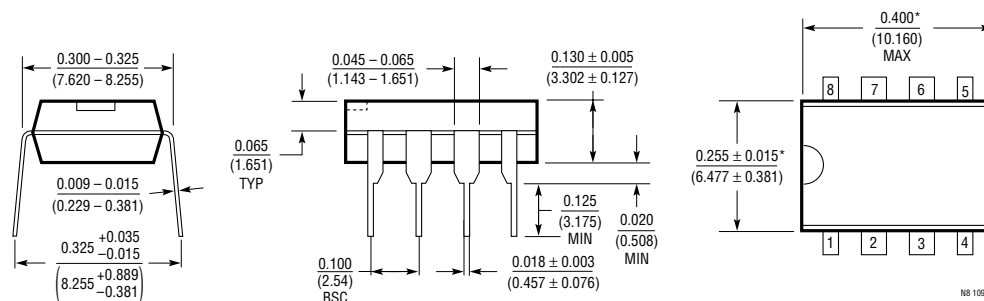 0.300 – 0.325
(7.620 – 8.255)
0.065
(1.651)
TYP
0.009 – 0.015
(0.229 – 0.381)
0.325 +0.035 –0.015
(8.255 +0.889 –0.381)
0.045 – 0.065
(1.143 – 1.651)
0.130 ± 0.005
(3.302 ± 0.127)
0.125
(3.175)
MIN
0.020
(0.508)
MIN
0.100
(2.54)
BSC
0.018 ± 0.003
(0.457 ± 0.076)
0.400*
(10.160)
MAX
8 7 6 5
0.255 ± 0.015*
(6.477 ± 0.381)
1 2 3 4
N8 109